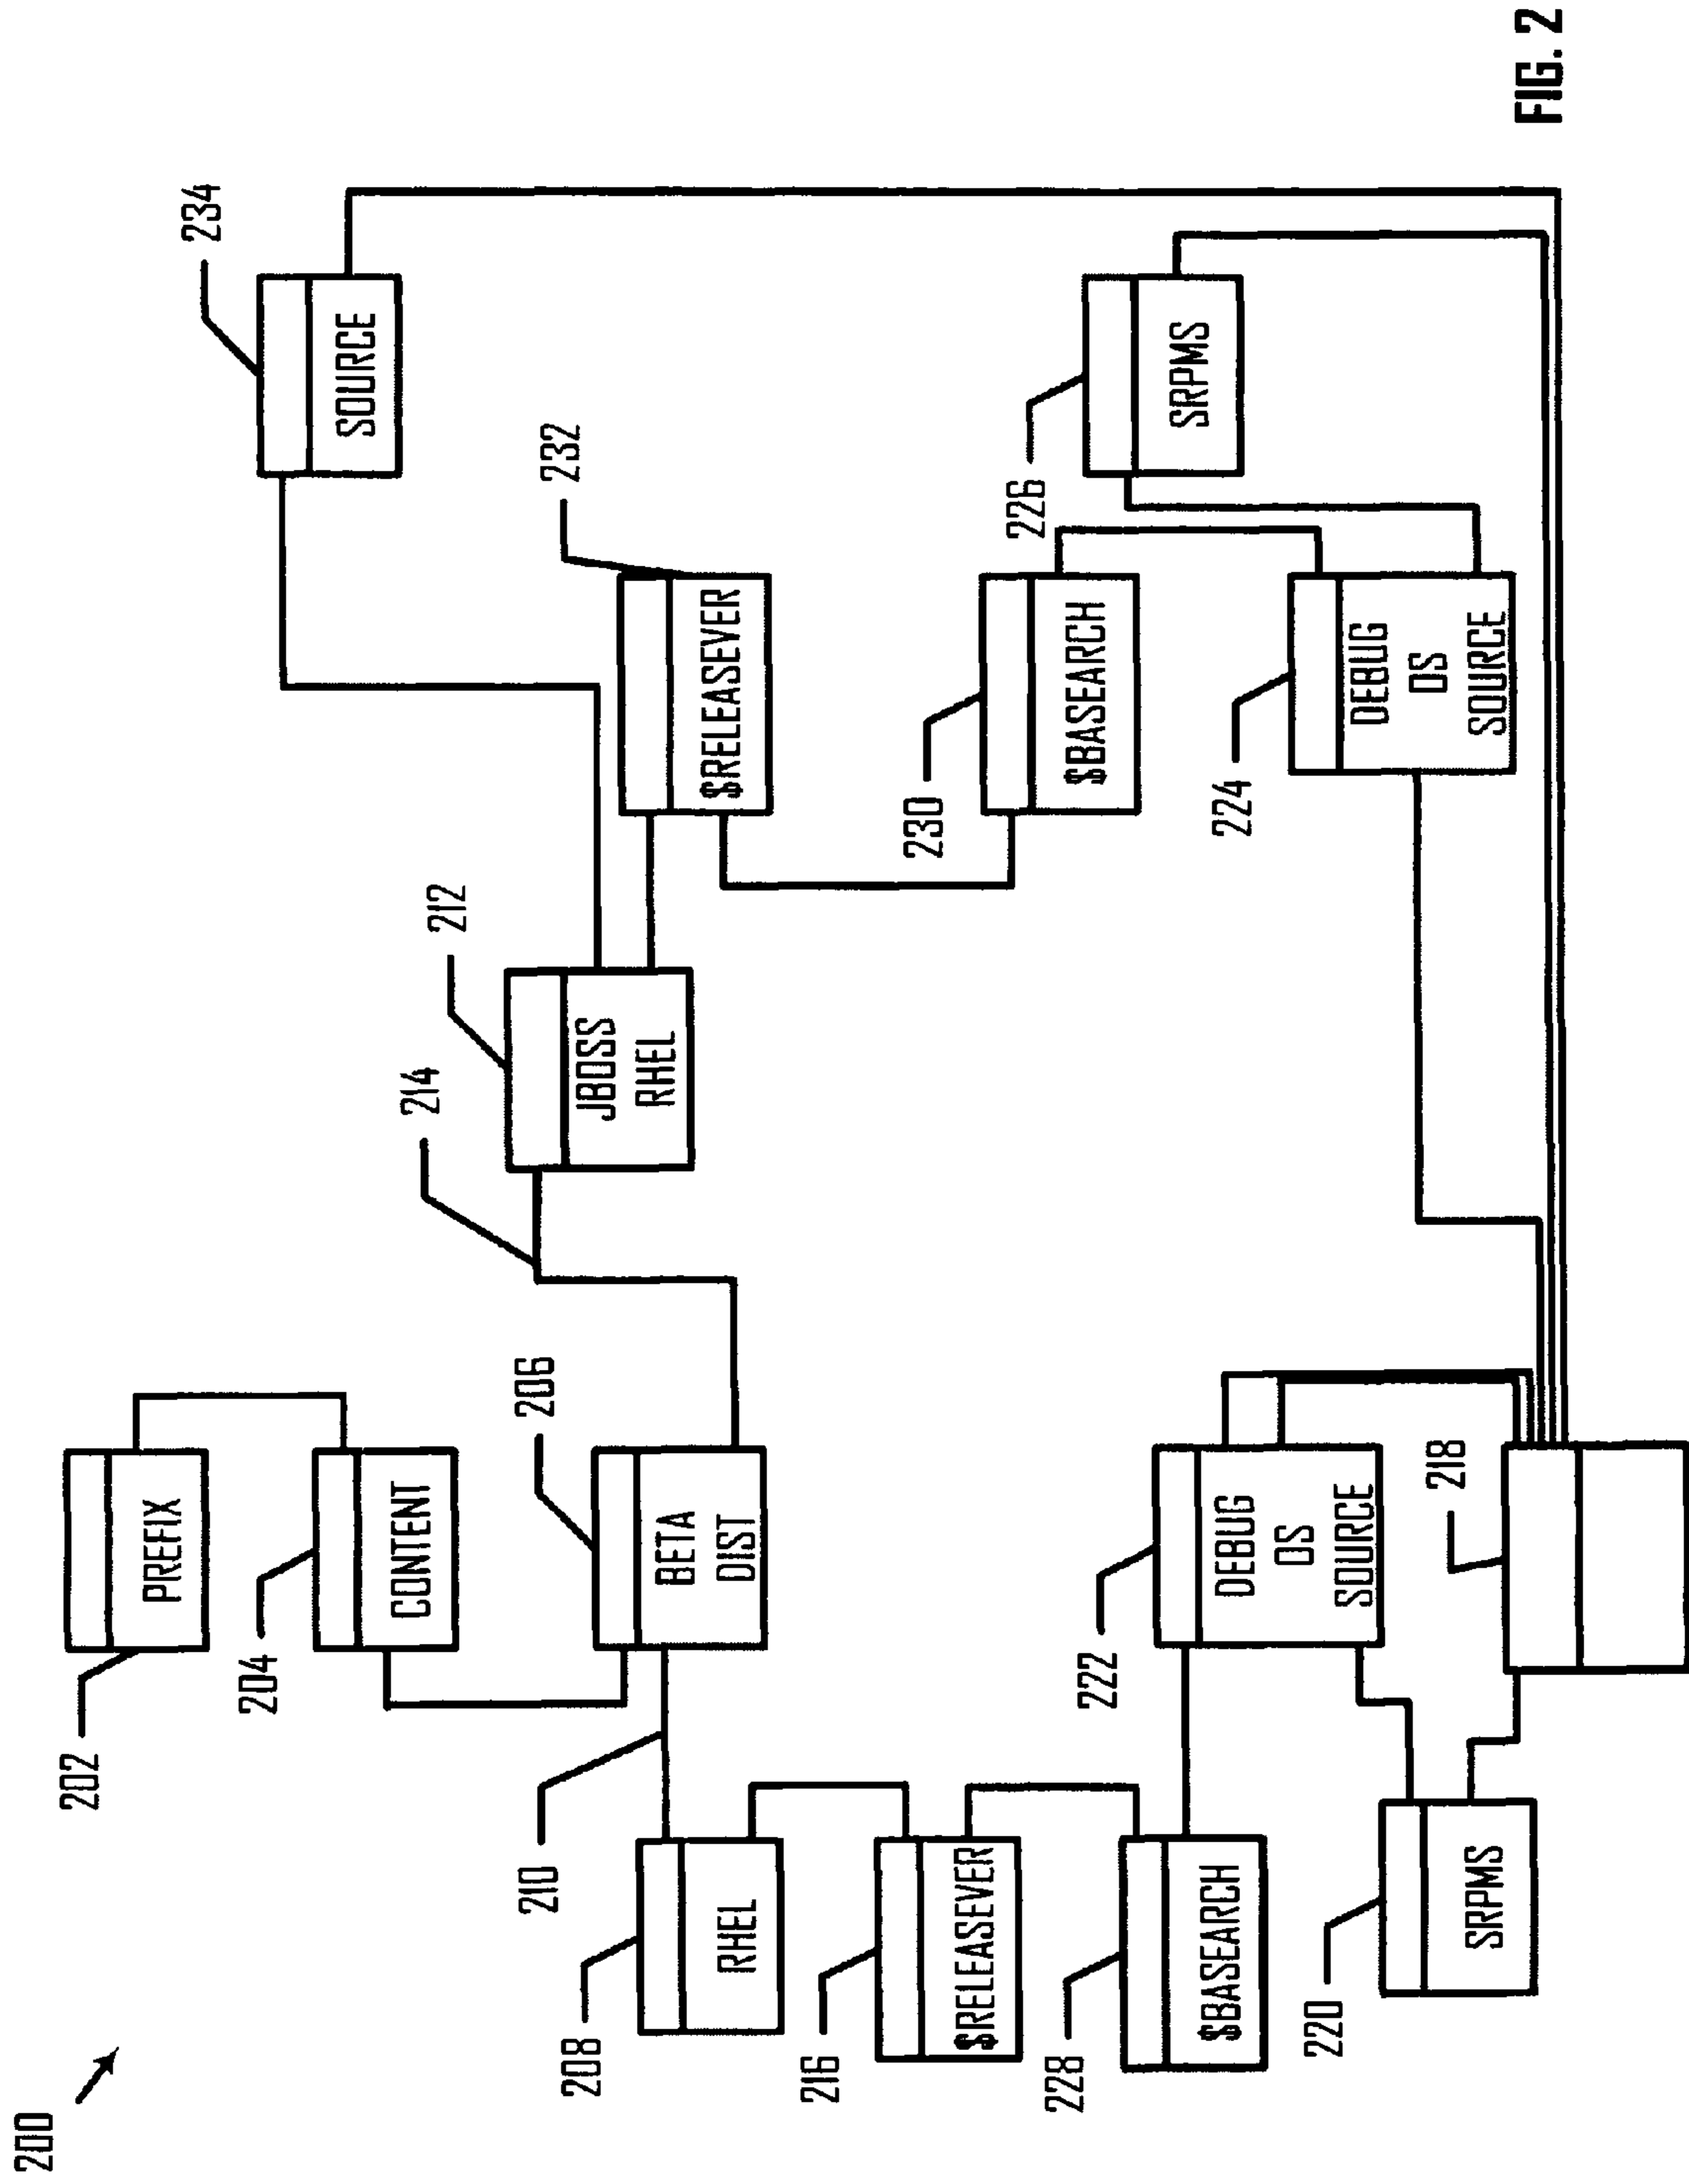 200
202
PREFIX
204
CONTENT
206
BETA
DIST
210
214
212
JBOSS
RHEL
208
RHEL
216
$RELEASEVER
228
$BASEARCH
222
DEBUG
OS
SOURCE
220
SRPMS
218
234
SOURCE
232
$RELEASEVER
230
$BASEARCH
224
DEBUG
OS
SOURCE
226
SRPMS
FIG. 2